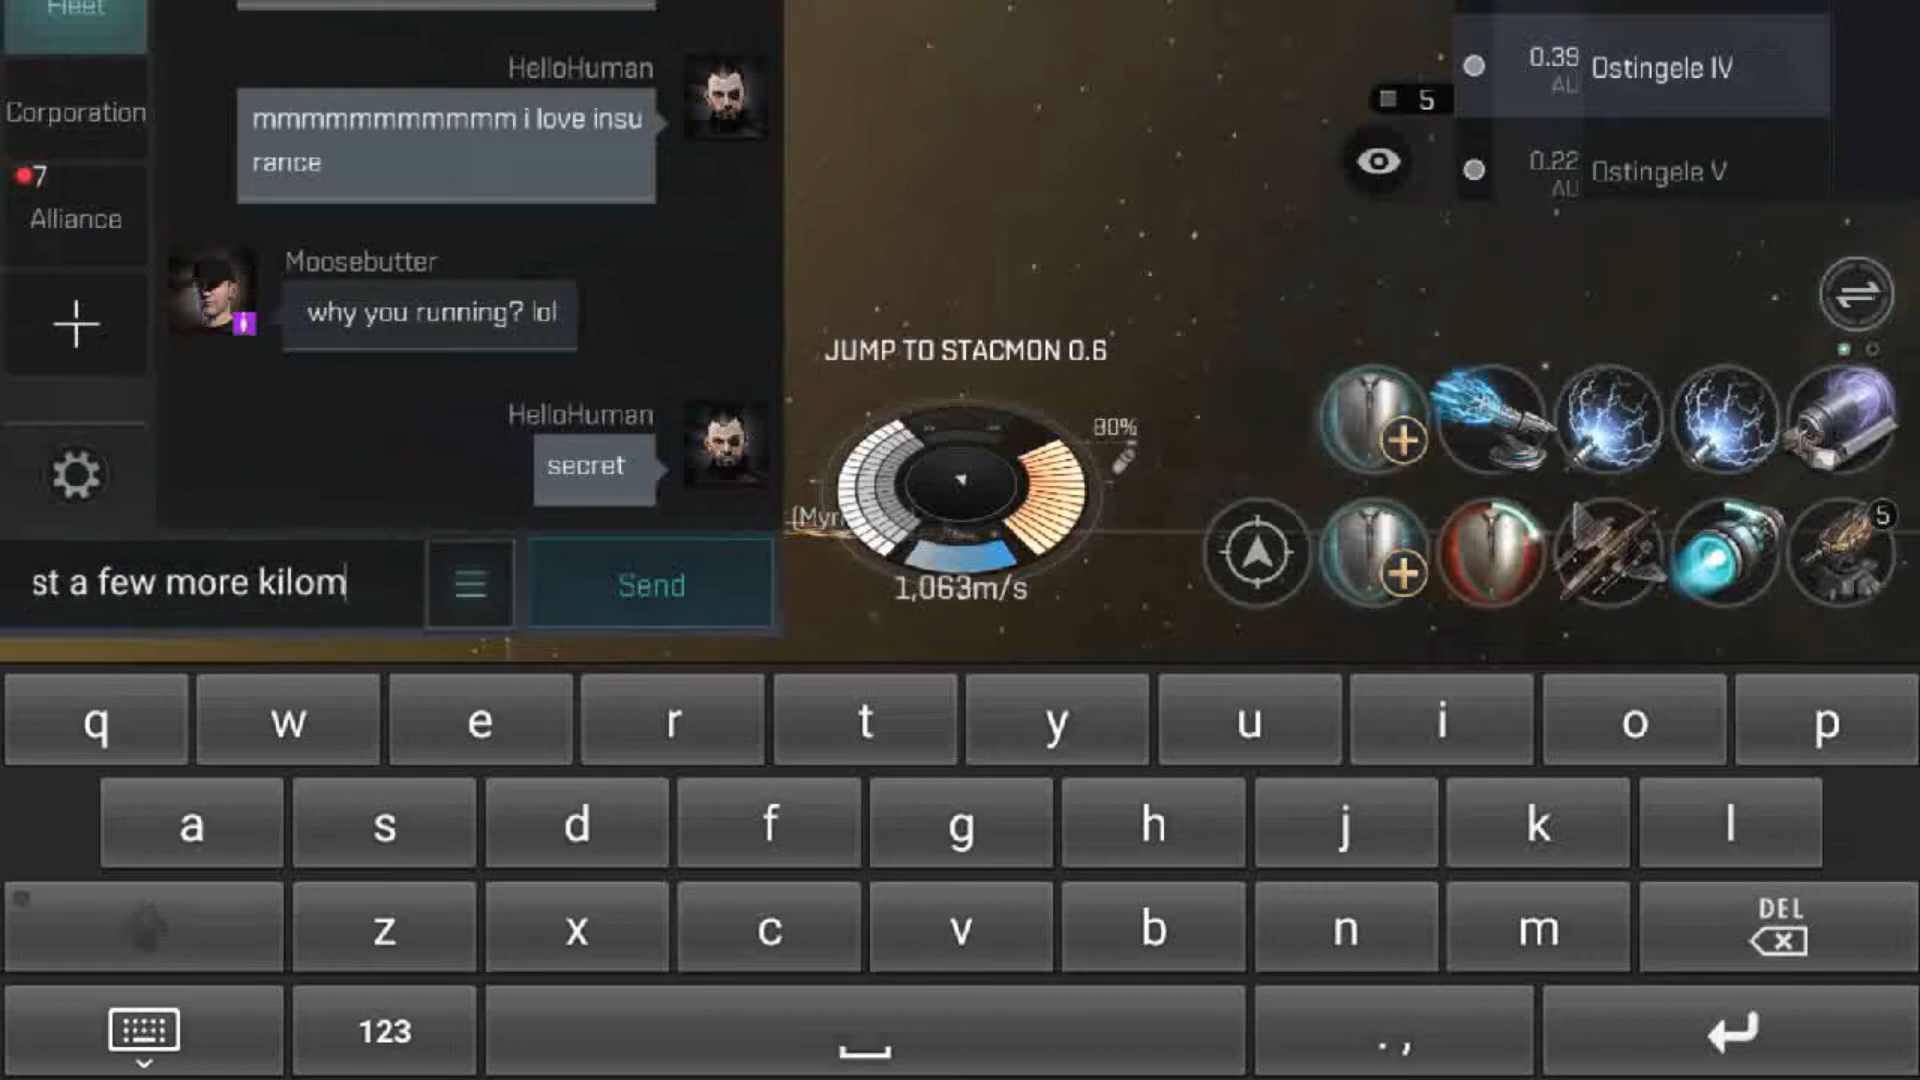 Fleet
Corporation
7
Alliance
HelloHuman
mmmmmmmmmmm i love insu
rance
Moosebutter
why you running? lol
HelloHuman
secret
st a few more kilom
Send
JUMP TO STACMON 0.6
80%
(Myr
1,063m/s
0.39 Ostingele IV
AU
5
0.22 Ostingele V
AU
5
q w e r t y u i o p
a s d f g h j k l
z x c v b n m DEL
123 . ,